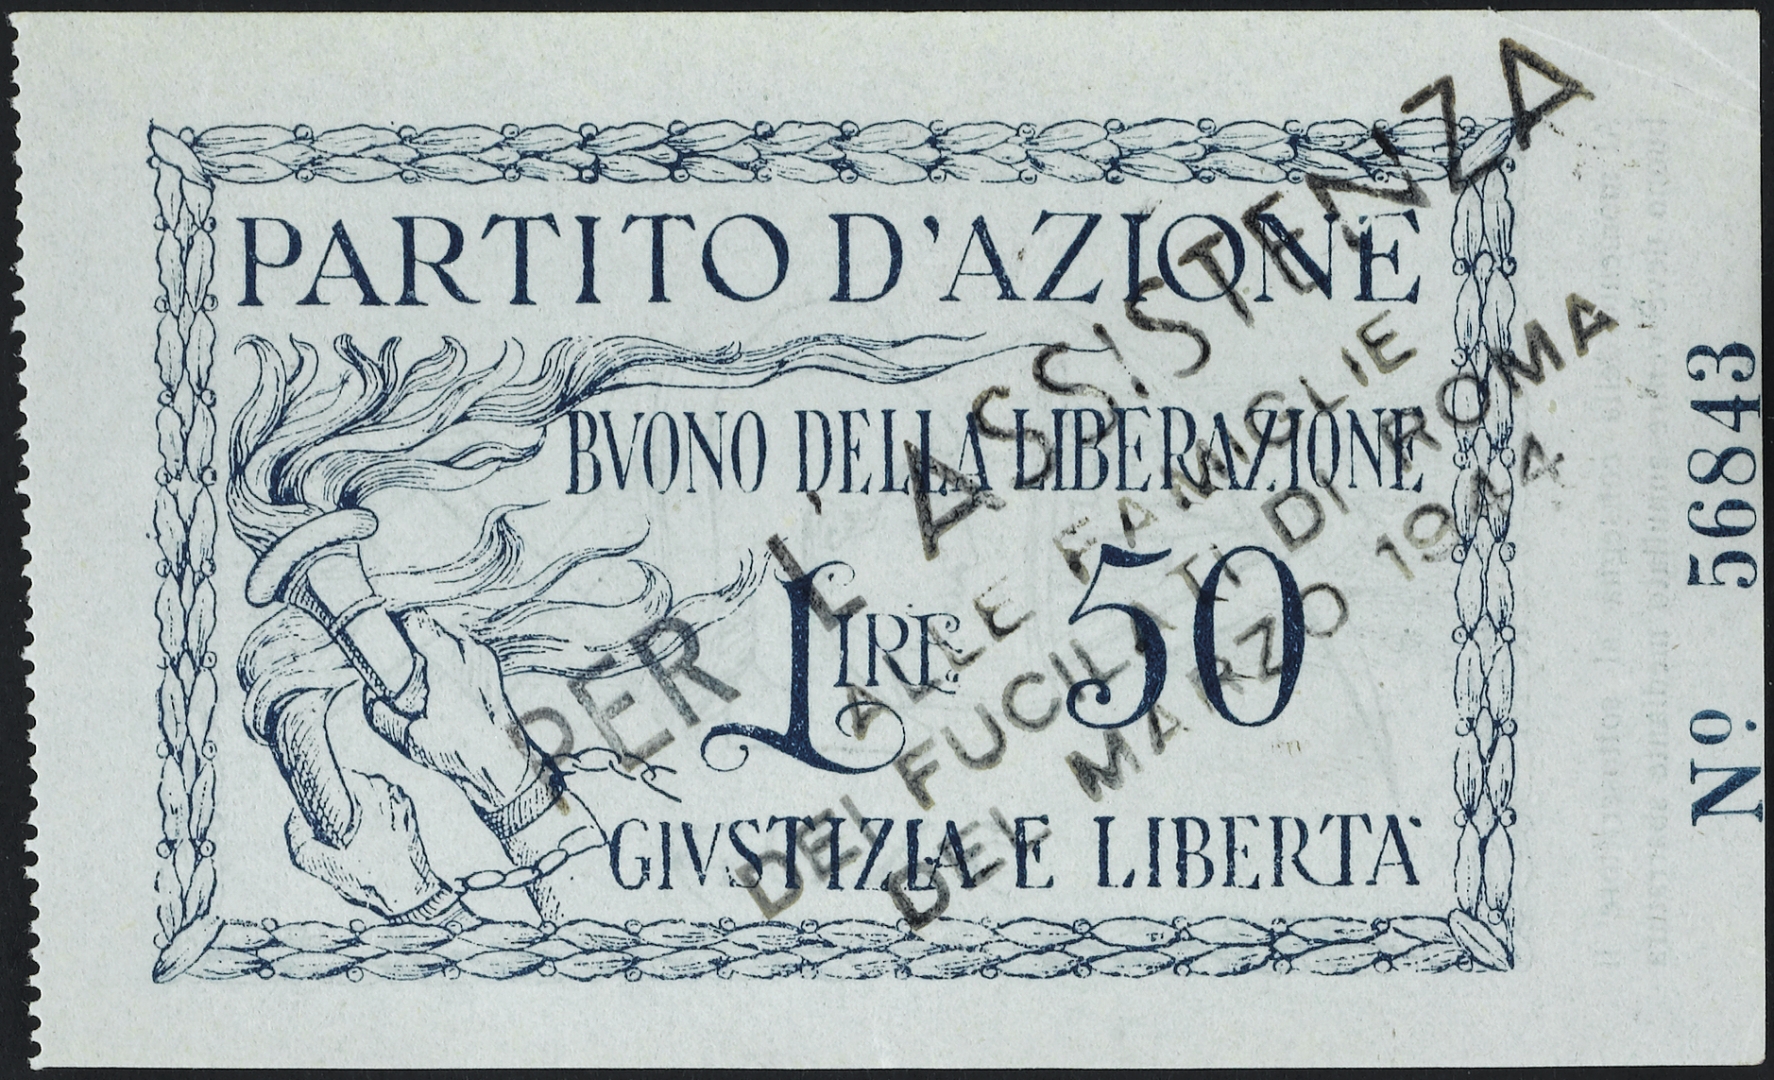 PARTITO D'AZIONE
BVONO DELLA LIBERAZIONE
LIRE 50
GIVSTIZIA E LIBERTA'
PER L'ASSISTENZA
ALLE FAMIGLIE
DEI FUCILATI DI ROMA
DEL MARZO 1944
Nº 56843